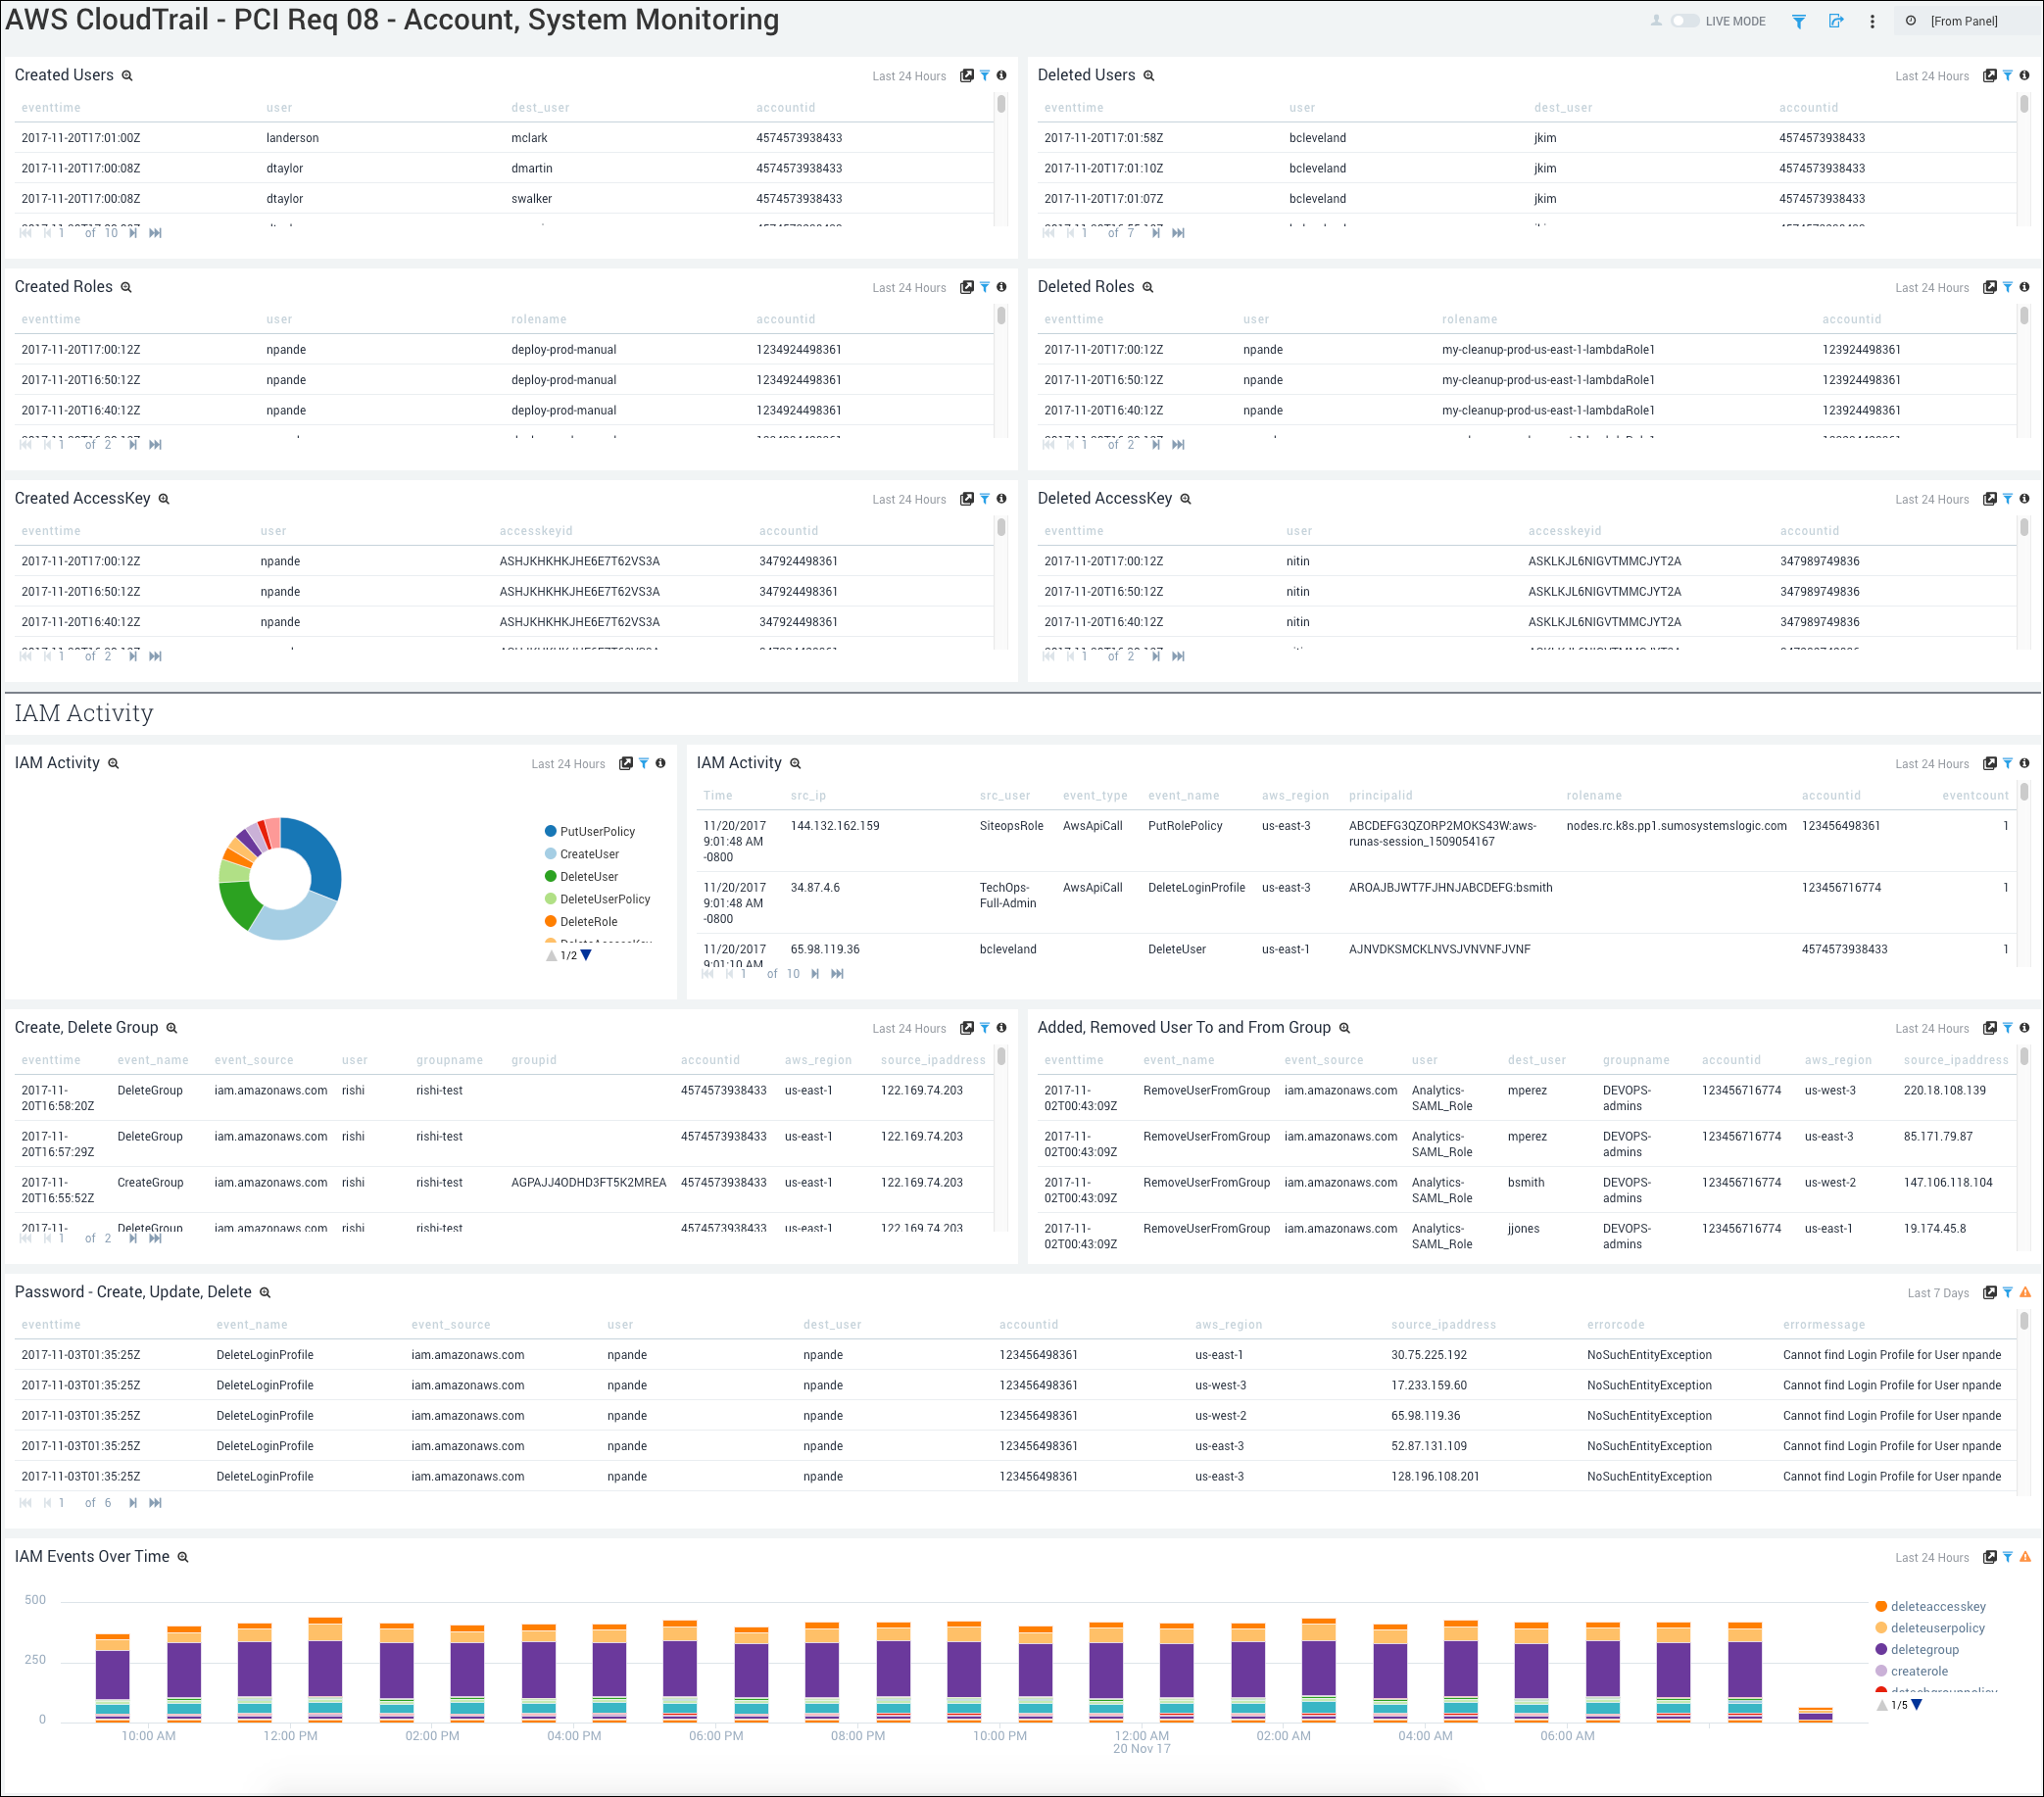 AWS CloudTrail - PCI Req 08 - Account, System Monitoring
LIVE MODE
[From Panel]
Created Users
Last 24 Hours
eventtime user dest_user accountid
2017-11-20T17:01:00Z landerson mclark 4574573938433
2017-11-20T17:00:08Z dtaylor dmartin 4574573938433
2017-11-20T17:00:08Z dtaylor swalker 4574573938433
1 of 10
Deleted Users
Last 24 Hours
eventtime user dest_user accountid
2017-11-20T17:01:58Z bcleveland jkim 4574573938433
2017-11-20T17:01:10Z bcleveland jkim 4574573938433
2017-11-20T17:01:07Z bcleveland jkim 4574573938433
1 of 7
Created Roles
Last 24 Hours
eventtime user rolename accountid
2017-11-20T17:00:12Z npande deploy-prod-manual 1234924498361
2017-11-20T16:50:12Z npande deploy-prod-manual 1234924498361
2017-11-20T16:40:12Z npande deploy-prod-manual 1234924498361
1 of 2
Deleted Roles
Last 24 Hours
eventtime user rolename accountid
2017-11-20T17:00:12Z npande my-cleanup-prod-us-east-1-lambdaRole1 123924498361
2017-11-20T16:50:12Z npande my-cleanup-prod-us-east-1-lambdaRole1 123924498361
2017-11-20T16:40:12Z npande my-cleanup-prod-us-east-1-lambdaRole1 123924498361
1 of 2
Created AccessKey
Last 24 Hours
eventtime user accesskeyid accountid
2017-11-20T17:00:12Z npande ASHJKHKHKJHE6E7T62VS3A 347924498361
2017-11-20T16:50:12Z npande ASHJKHKHKJHE6E7T62VS3A 347924498361
2017-11-20T16:40:12Z npande ASHJKHKHKJHE6E7T62VS3A 347924498361
1 of 2
Deleted AccessKey
Last 24 Hours
eventtime user accesskeyid accountid
2017-11-20T17:00:12Z nitin ASKLKJL6NIGVTMMCJYT2A 347989749836
2017-11-20T16:50:12Z nitin ASKLKJL6NIGVTMMCJYT2A 347989749836
2017-11-20T16:40:12Z nitin ASKLKJL6NIGVTMMCJYT2A 347989749836
1 of 2
IAM Activity
IAM Activity
Last 24 Hours
PutUserPolicy
CreateUser
DeleteUser
DeleteUserPolicy
DeleteRole
1/2
IAM Activity
Last 24 Hours
Time src_ip src_user event_type event_name aws_region principalid rolename accountid eventcount
11/20/2017 144.132.162.159 SiteopsRole AwsApiCall PutRolePolicy us-east-3 ABCDEFG3QZORP2MOKS43W:aws- nodes.rc.k8s.pp1.sumosystemslogic.com 123456498361 1
9:01:48 AM runas-session_1509054167
-0800
11/20/2017 34.87.4.6 TechOps- AwsApiCall DeleteLoginProfile us-east-3 AROAJBJWT7FJHNJABCDEFG:bsmith 123456716774 1
9:01:48 AM Full-Admin
-0800
11/20/2017 65.98.119.36 bcleveland DeleteUser us-east-1 AJNVDKSMCKLNVSJVNVNFJVNF 4574573938433 1
9:01:10 AM
1 of 10
Create, Delete Group
Last 24 Hours
eventtime event_name event_source user groupname groupid accountid aws_region source_ipaddress
2017-11- DeleteGroup iam.amazonaws.com rishi rishi-test 4574573938433 us-east-1 122.169.74.203
20T16:58:20Z
2017-11- DeleteGroup iam.amazonaws.com rishi rishi-test 4574573938433 us-east-1 122.169.74.203
20T16:57:29Z
2017-11- CreateGroup iam.amazonaws.com rishi rishi-test AGPAJJ4ODHD3FT5K2MREA 4574573938433 us-east-1 122.169.74.203
20T16:55:52Z
2017-11- DeleteGroup iam.amazonaws.com rishi rishi-test 4574573938433 us-east-1 122.169.74.203
1 of 2
Added, Removed User To and From Group
Last 24 Hours
eventtime event_name event_source user dest_user groupname accountid aws_region source_ipaddress
2017-11- RemoveUserFromGroup iam.amazonaws.com Analytics- mperez DEVOPS- 123456716774 us-west-3 220.18.108.139
02T00:43:09Z SAML_Role admins
2017-11- RemoveUserFromGroup iam.amazonaws.com Analytics- mperez DEVOPS- 123456716774 us-east-3 85.171.79.87
02T00:43:09Z SAML_Role admins
2017-11- RemoveUserFromGroup iam.amazonaws.com Analytics- bsmith DEVOPS- 123456716774 us-west-2 147.106.118.104
02T00:43:09Z SAML_Role admins
2017-11- RemoveUserFromGroup iam.amazonaws.com Analytics- jjones DEVOPS- 123456716774 us-east-1 19.174.45.8
02T00:43:09Z SAML_Role admins
Password - Create, Update, Delete
Last 7 Days
eventtime event_name event_source user dest_user accountid aws_region source_ipaddress errorcode errormessage
2017-11-03T01:35:25Z DeleteLoginProfile iam.amazonaws.com npande npande 123456498361 us-east-1 30.75.225.192 NoSuchEntityException Cannot find Login Profile for User npande
2017-11-03T01:35:25Z DeleteLoginProfile iam.amazonaws.com npande npande 123456498361 us-west-3 17.233.159.60 NoSuchEntityException Cannot find Login Profile for User npande
2017-11-03T01:35:25Z DeleteLoginProfile iam.amazonaws.com npande npande 123456498361 us-west-2 65.98.119.36 NoSuchEntityException Cannot find Login Profile for User npande
2017-11-03T01:35:25Z DeleteLoginProfile iam.amazonaws.com npande npande 123456498361 us-east-3 52.87.131.109 NoSuchEntityException Cannot find Login Profile for User npande
2017-11-03T01:35:25Z DeleteLoginProfile iam.amazonaws.com npande npande 123456498361 us-east-3 128.196.108.201 NoSuchEntityException Cannot find Login Profile for User npande
1 of 6
IAM Events Over Time
Last 24 Hours
500
250
0
10:00 AM 12:00 PM 02:00 PM 04:00 PM 06:00 PM 08:00 PM 10:00 PM 12:00 AM 02:00 AM 04:00 AM 06:00 AM
20 Nov 17
deleteaccesskey
deleteuserpolicy
deletegroup
createrole
1/5